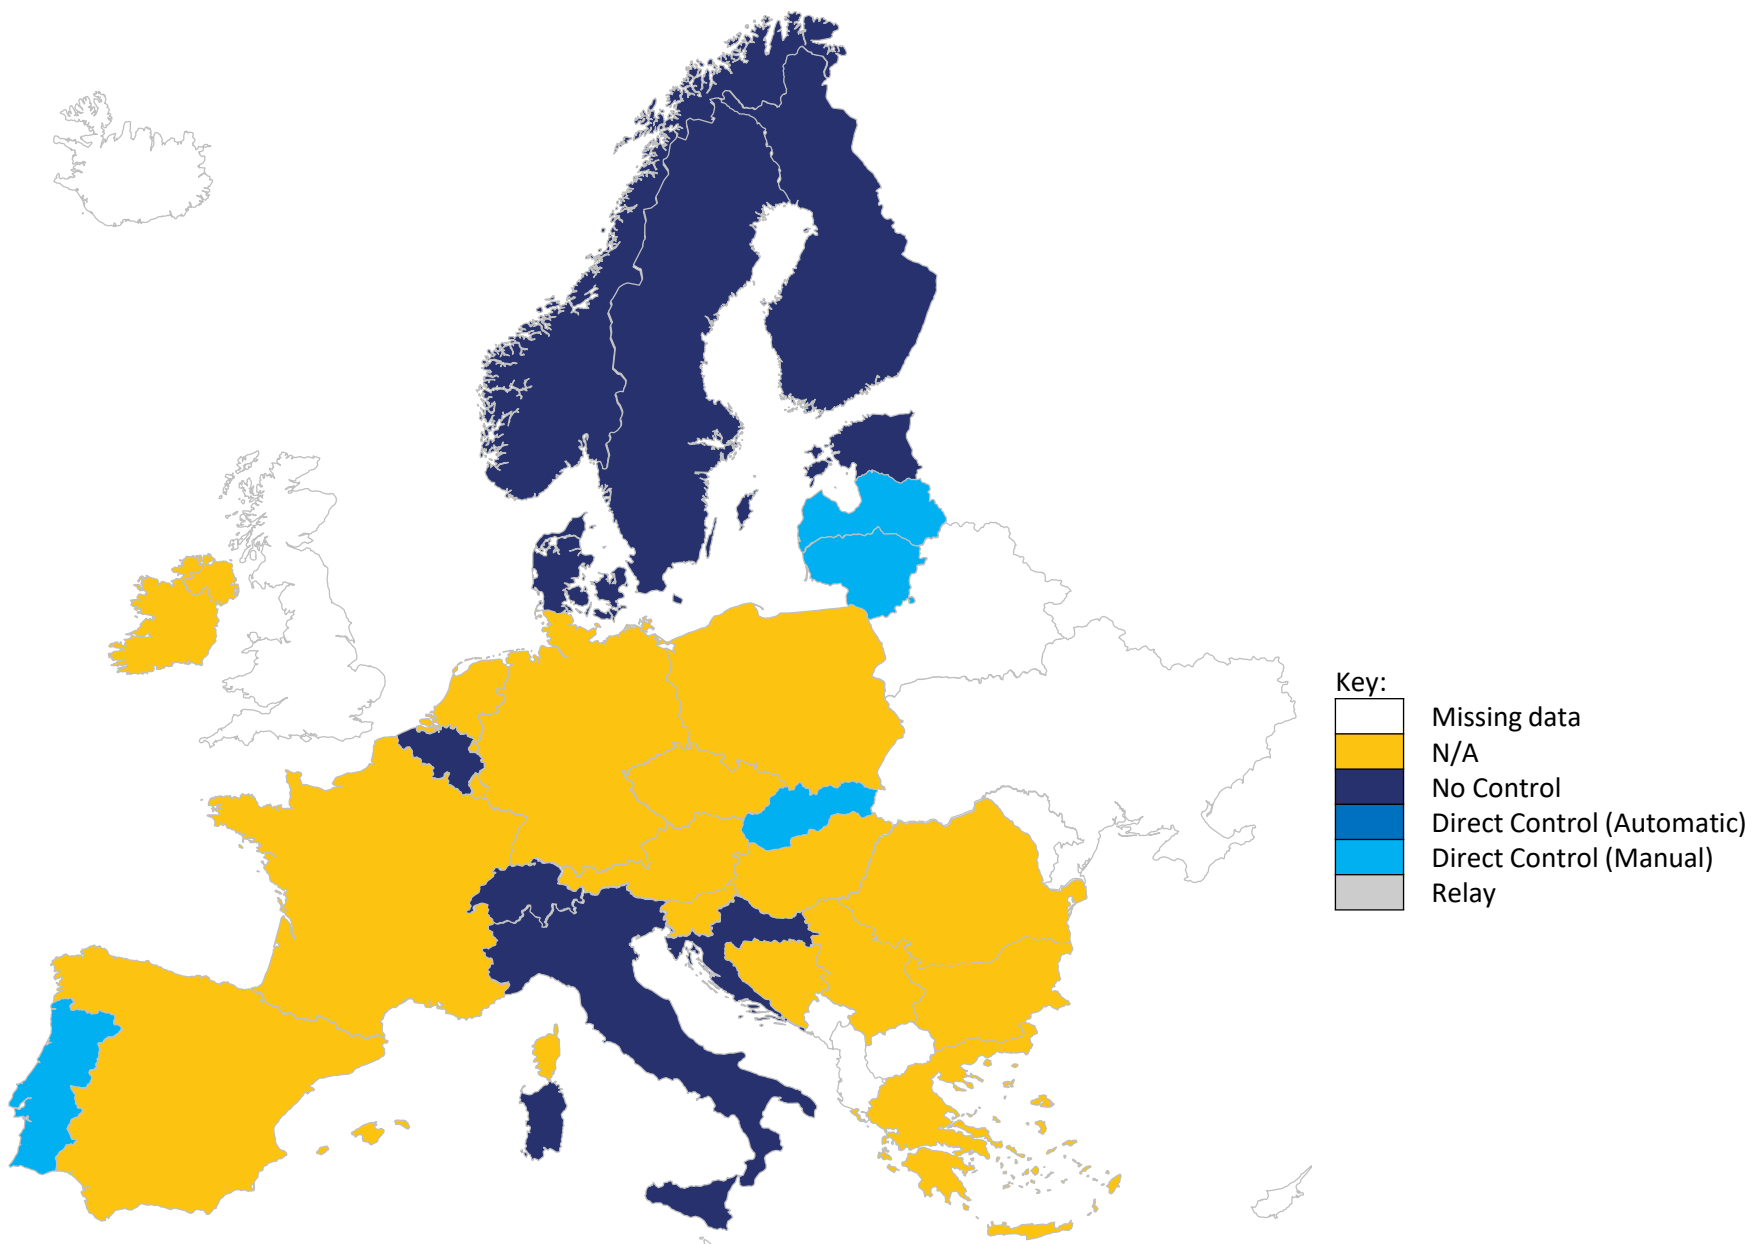 Key:
Missing data
N/A
No Control
Direct Control (Automatic)
Direct Control (Manual)
Relay